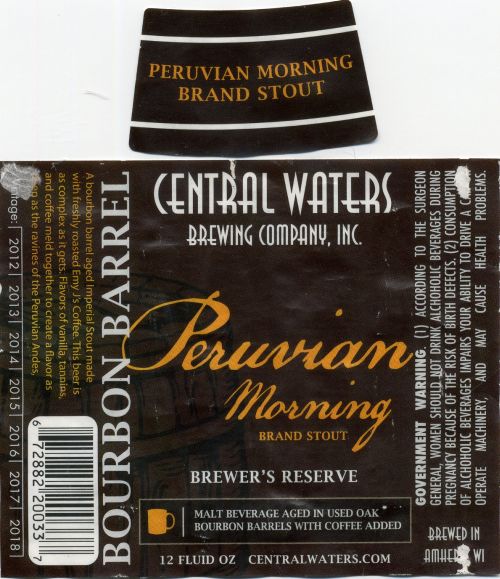 PERUVIAN MORNING
BRAND STOUT
CENTRAL WATERS
BREWING COMPANY, INC.
Peruvian
Morning
BRAND STOUT
BREWER'S RESERVE
MALT BEVERAGE AGED IN USED OAK *
BOURBON BARRELS WITH COFFEE ADDED
12 FLUID OZ CENTRALWATERS.COM
BOURBON BARREL
A bourbon barrel aged Imperial Stout made
with freshly roasted Emy J's Coffee. This beer is
as complex as it gets. Flavors of vanilla, tannins,
and coffee meld together to create a flavor as
as the ravines of the Peruvian Andes.
2012 | 2013 | 2014 | 2015 | 2016 | 2017 | 2018
6 72882 20033 7
GOVERNMENT WARNING: (1) ACCORDING TO THE SURGEON
GENERAL, WOMEN SHOULD NOT DRINK ALCHOHOLIC BEVERAGES DURING
PREGNANCY BECAUSE OF THE RISK OF BIRTH DEFECTS. (2) CONSUMPTION
OF ALCHOHOLIC BEVERAGES IMPAIRS YOUR ABILITY TO DRIVE A
OPERATE MACHINERY, AND MAY CAUSE HEALTH PROBLEMS.
BREWED IN
WI